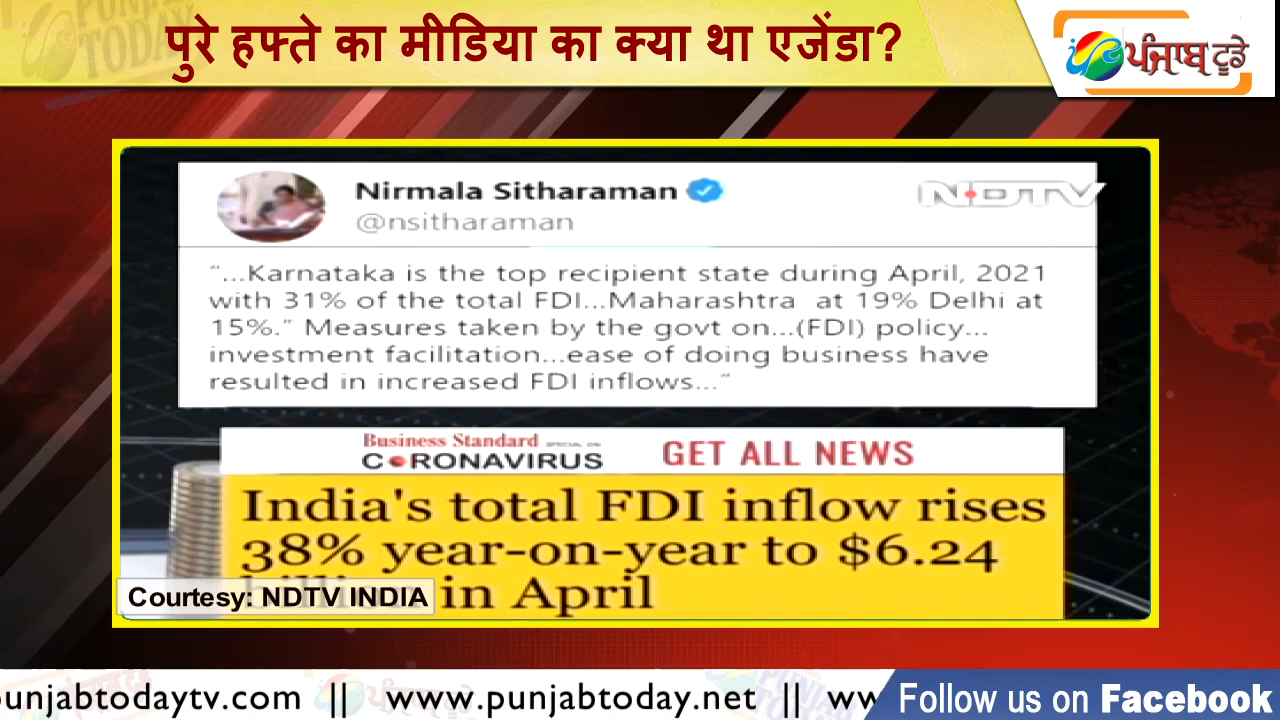 पुरे हफ्ते का मीडिया का क्या था एजेंडा?
ਪੰਜਾਬ ਟੂਡੇ
Nirmala Sitharaman
@nsitharaman
NDTV
“...Karnataka is the top recipient state during April, 2021
with 31% of the total FDI...Maharashtra at 19% Delhi at
15%.” Measures taken by the govt on...(FDI) policy...
investment facilitation...ease of doing business have
resulted in increased FDI inflows...”
Business Standard
CORONAVIRUS
GET ALL NEWS
India's total FDI inflow rises
38% year-on-year to $6.24
in April
Courtesy: NDTV INDIA
punjabtodaytv.com || www.punjabtoday.net || ww
Follow us on Facebook